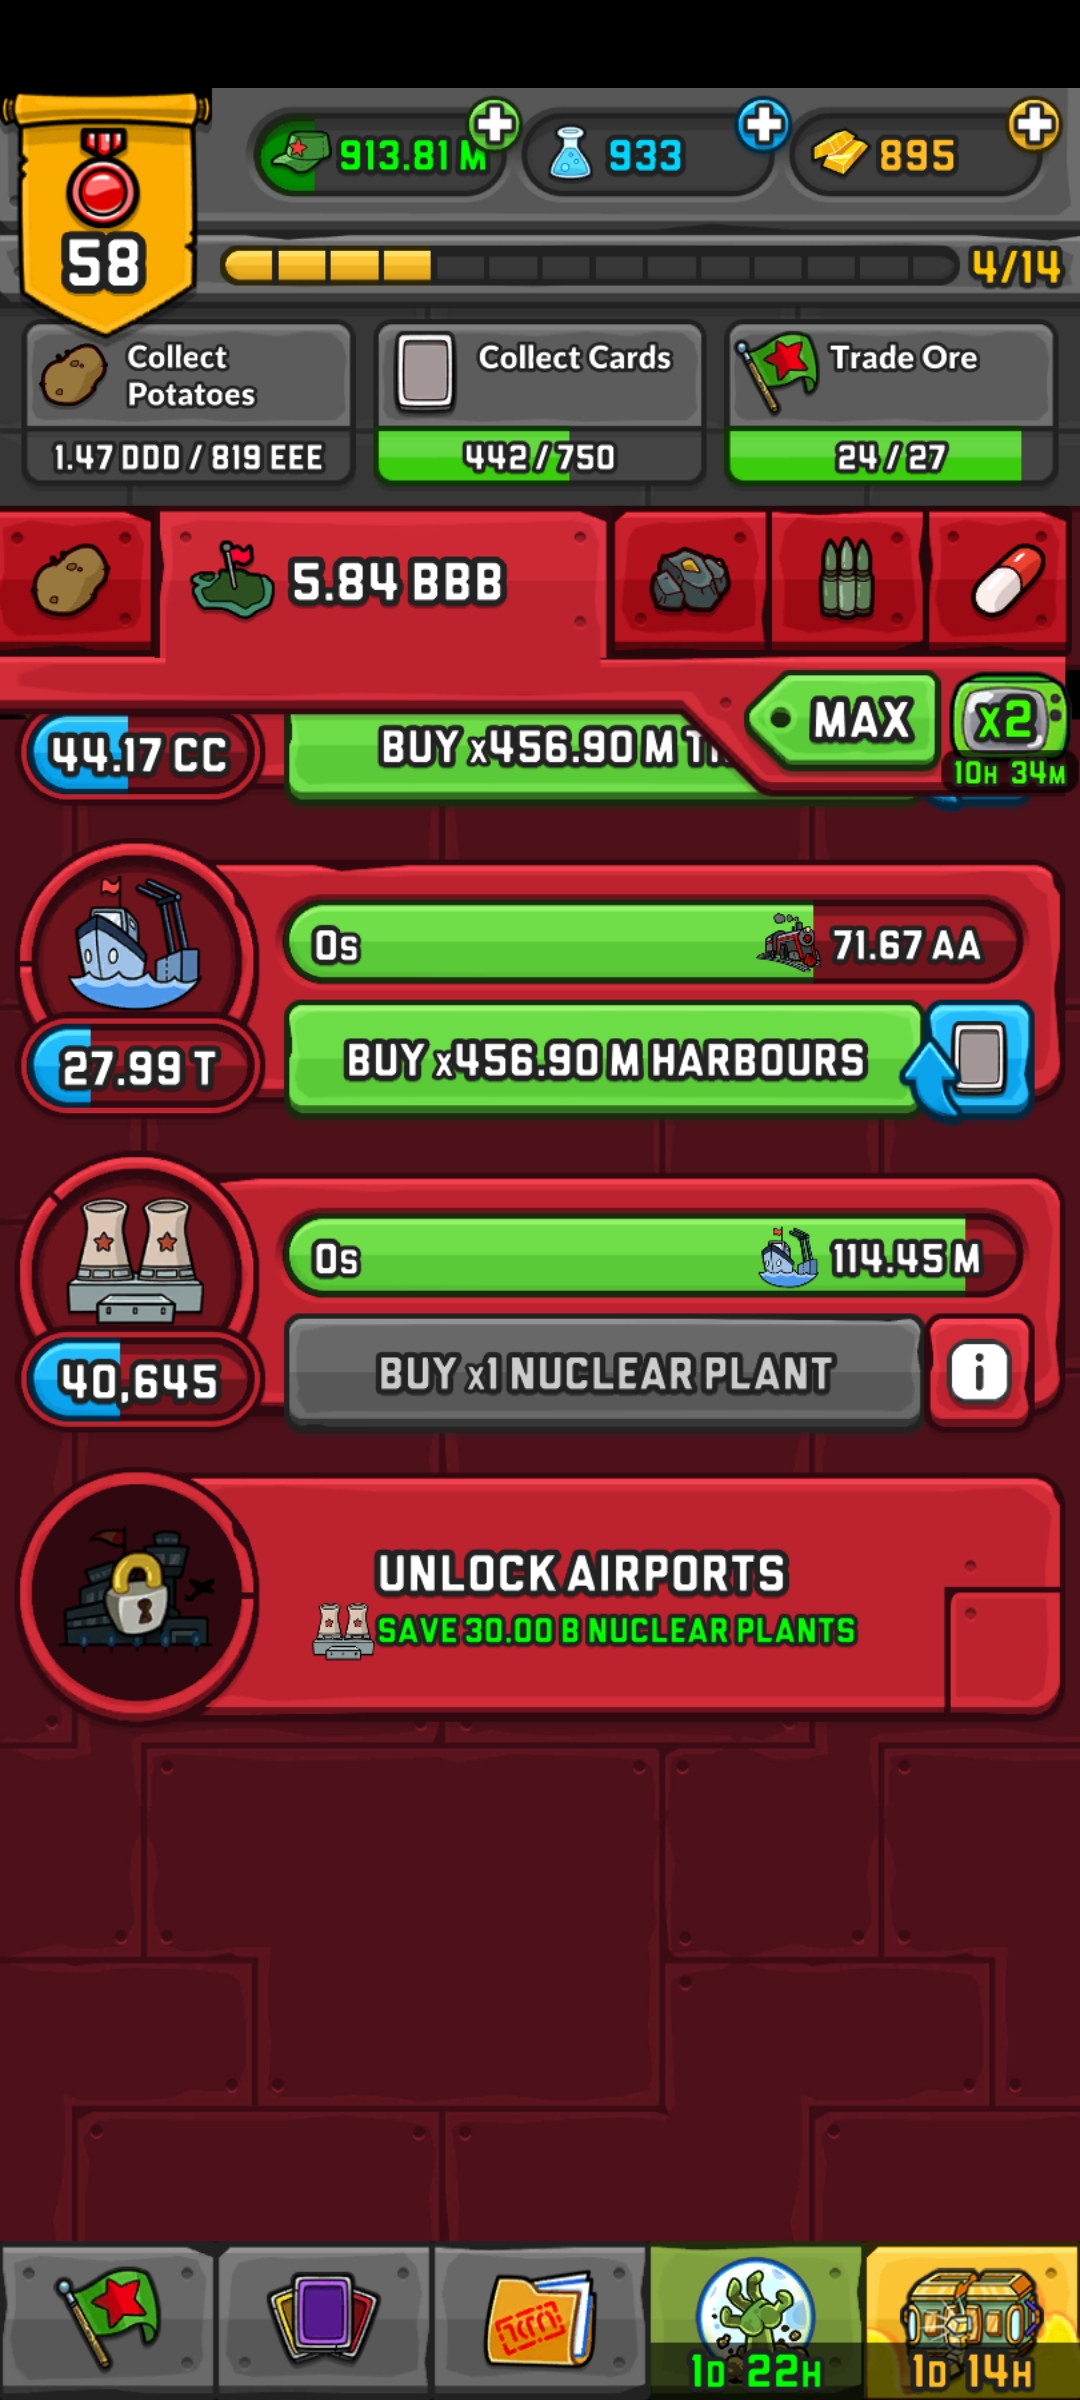 913.81 M
933
895
58
4/14
Collect Potatoes
1.47 DDD / 819 EEE
Collect Cards
442/750
Trade Ore
24/27
5.84 BBB
MAX
x2
10H 34M
44.17 CC
BUY x456.90 M
0s
71.67 AA
27.99 T
BUY x456.90 M HARBOURS
0s
114.45 M
40,645
BUY x1 NUCLEAR PLANT
i
UNLOCK AIRPORTS
SAVE 30.00 B NUCLEAR PLANTS
1D 22H
1D 14H